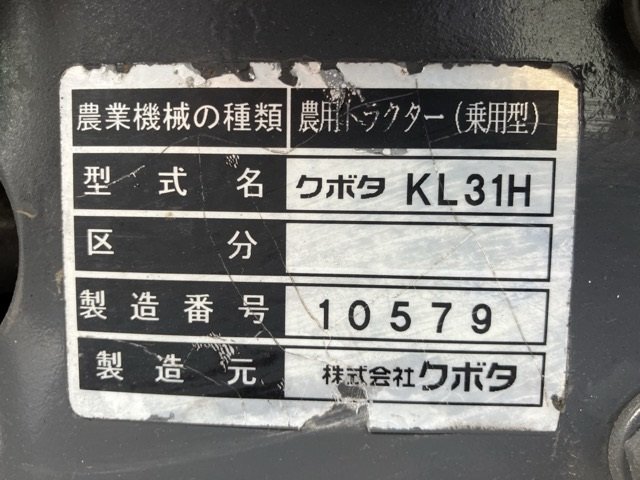 農業機械の種類 農用トラクター(乗用型)
型式名 クボタ KL31H
区分
製造番号 10579
製造元 株式会社クボタ